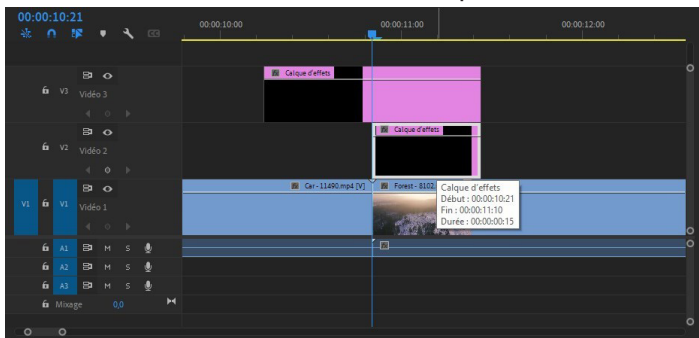 00:00:10:21
00:00:10:00
00:00:11:00
00:00:12:00
Calque d'effets
V3 Vidéo 3
Calque d'effets
V2 Vidéo 2
Car - 11490.mp4 [V]
Forest - 8102.
V1 V1 Vidéo 1
Calque d'effets
Début : 00:00:10:21
Fin : 00:00:11:10
Durée : 00:00:00:15
A1 M S
A2 M S
A3 M S
Mixage 0,0